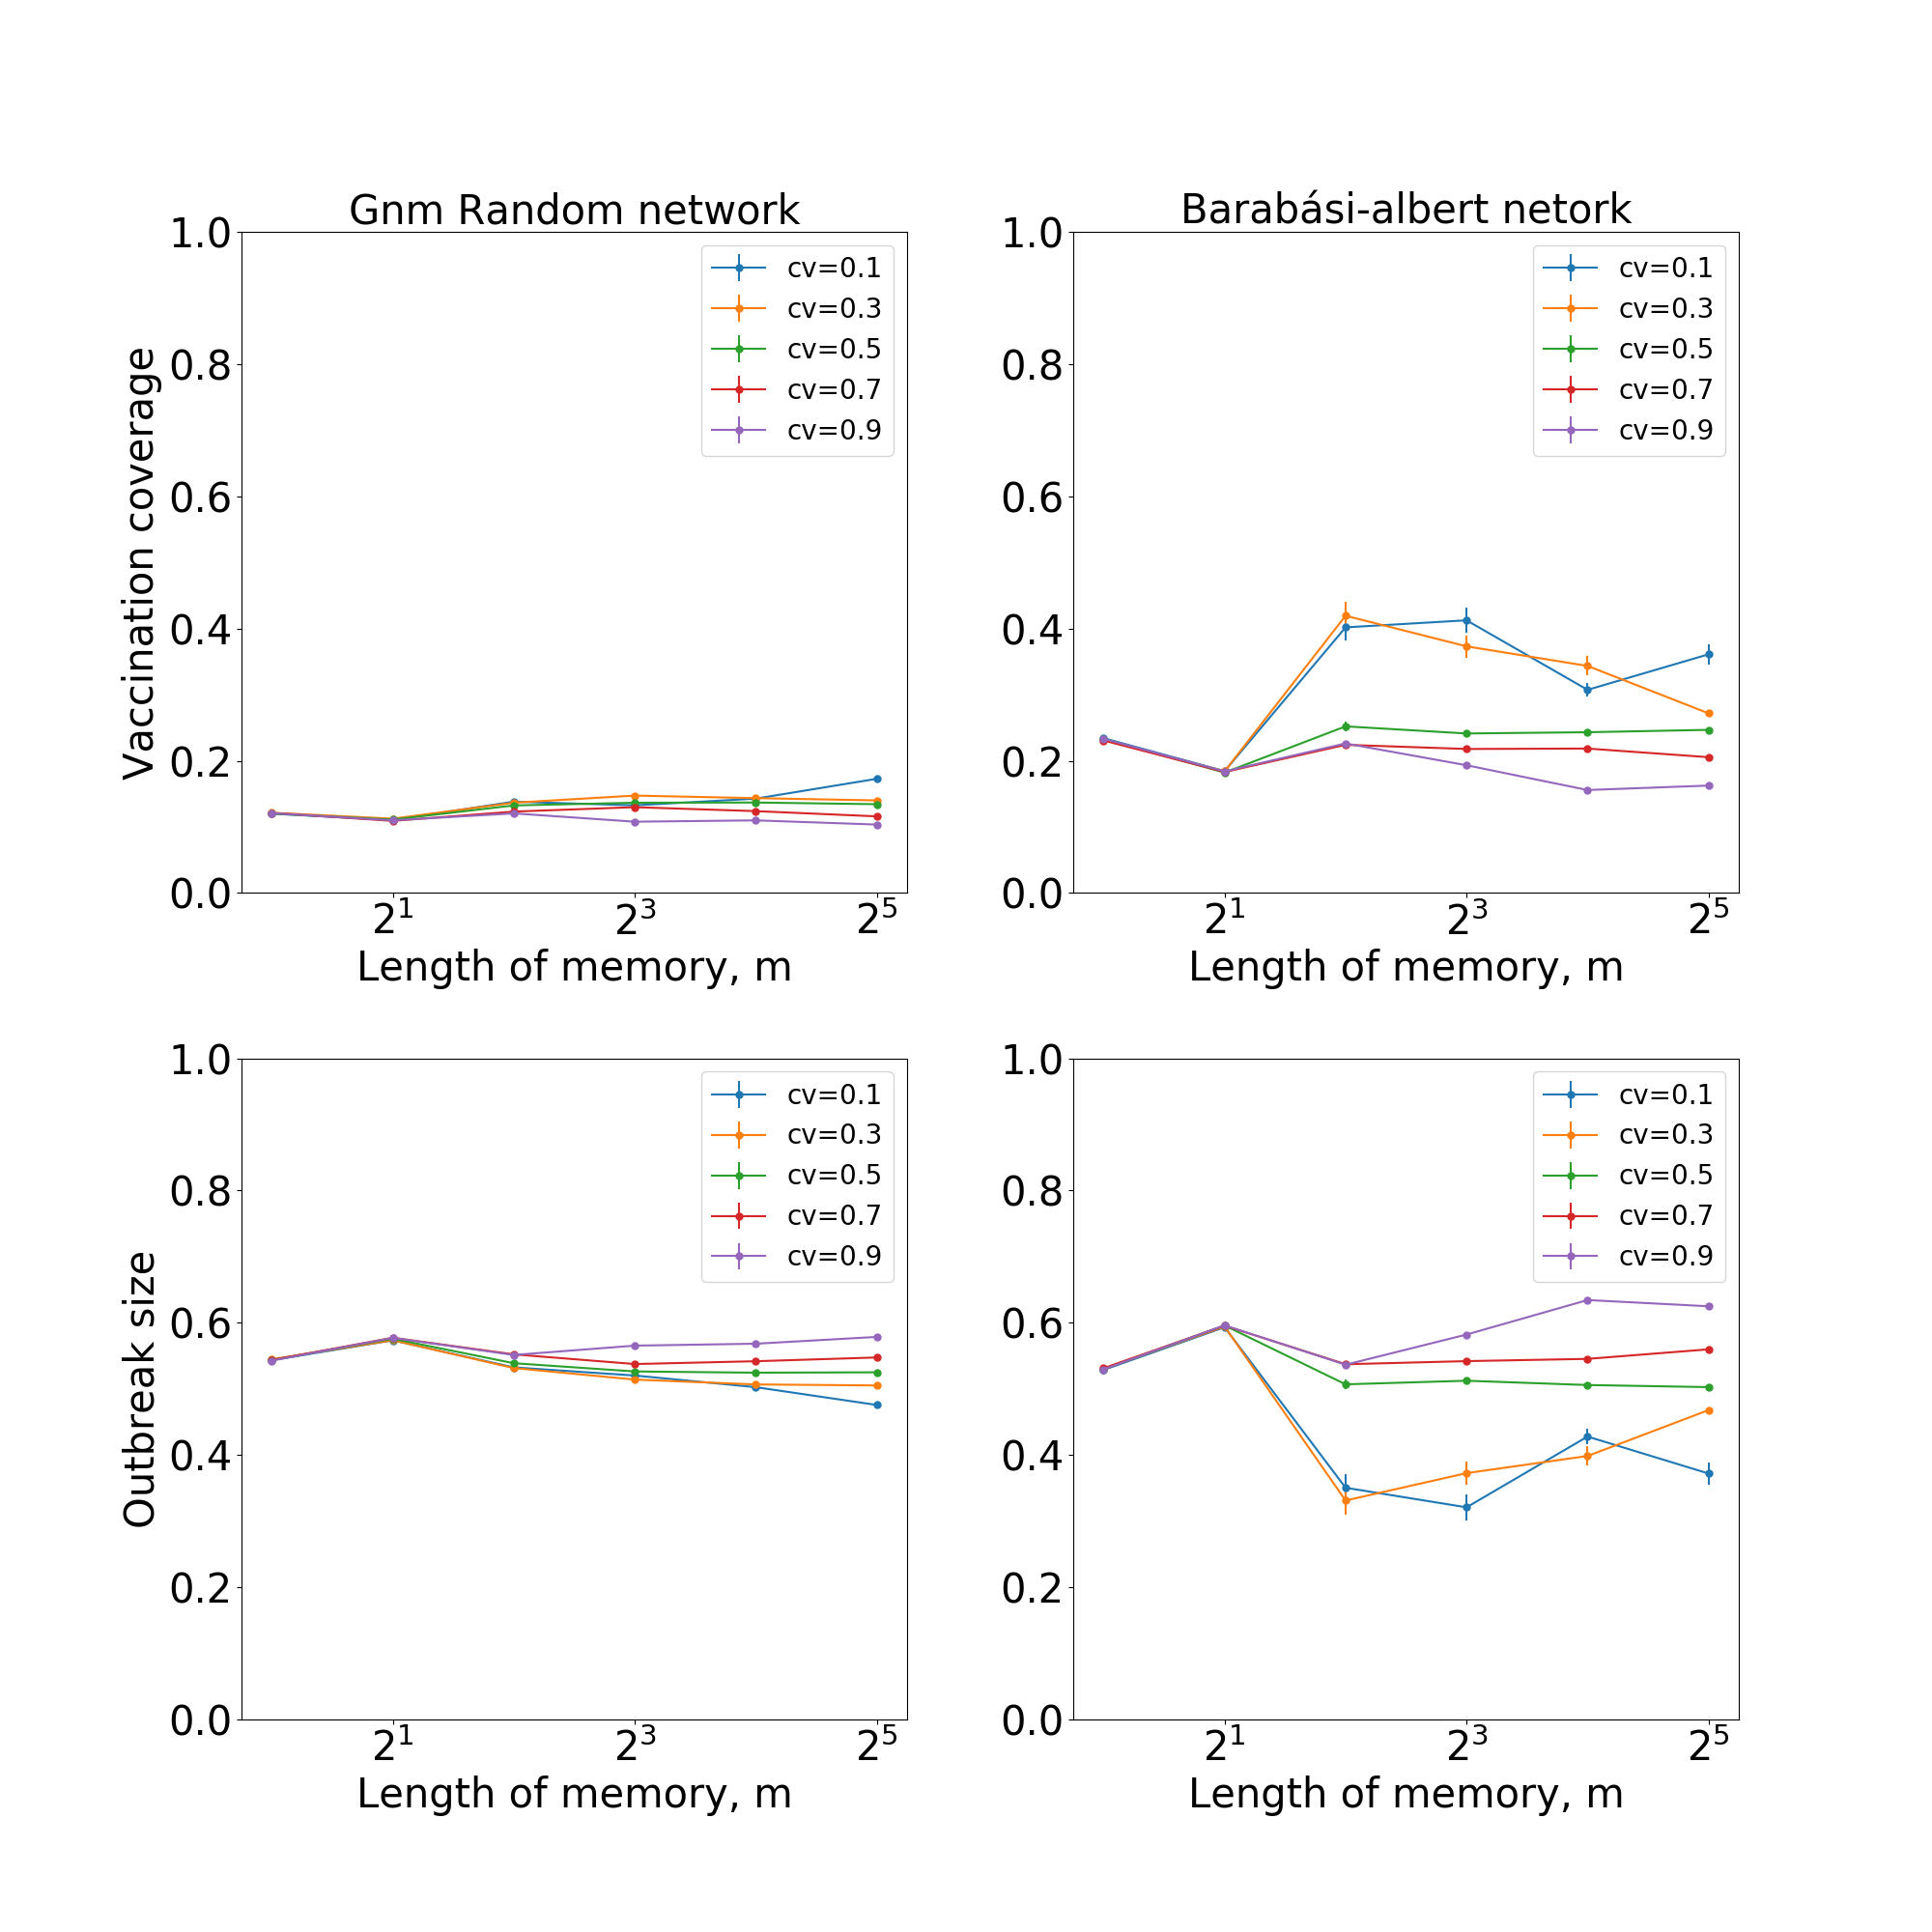 Gnm Random network
Barabási-albert netork
1.0
0.8
0.6
0.4
0.2
0.0
Vaccination coverage
cv=0.1
cv=0.3
cv=0.5
cv=0.7
cv=0.9
2^1 2^3 2^5
Length of memory, m
1.0
0.8
0.6
0.4
0.2
0.0
cv=0.1
cv=0.3
cv=0.5
cv=0.7
cv=0.9
2^1 2^3 2^5
Length of memory, m
1.0
0.8
0.6
0.4
0.2
0.0
Outbreak size
cv=0.1
cv=0.3
cv=0.5
cv=0.7
cv=0.9
2^1 2^3 2^5
Length of memory, m
1.0
0.8
0.6
0.4
0.2
0.0
cv=0.1
cv=0.3
cv=0.5
cv=0.7
cv=0.9
2^1 2^3 2^5
Length of memory, m